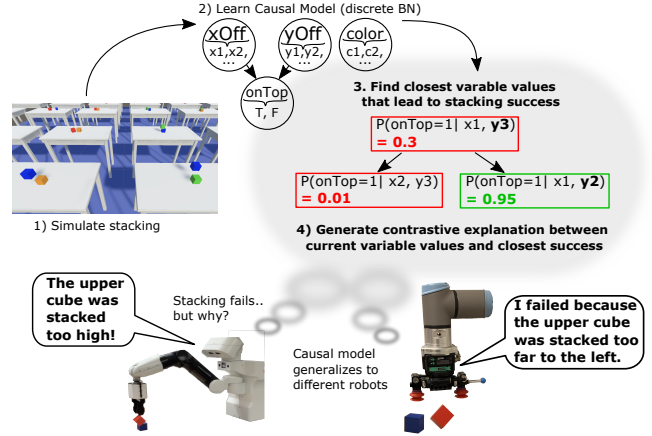 2) Learn Causal Model (discrete BN)
xOff
x1,x2,
...
yOff
y1,y2,
...
color
c1,c2,
...
onTop
T, F
1) Simulate stacking
3. Find closest varable values
that lead to stacking success
P(onTop=1| x1, y3)
= 0.3
P(onTop=1| x2, y3)
= 0.01
P(onTop=1| x1, y2)
= 0.95
4) Generate contrastive explanation between
current variable values and closest success
The upper
cube was
stacked
too high!
Stacking fails..
but why?
Causal model
generalizes to
different robots
I failed because
the upper cube
was stacked too
far to the left.